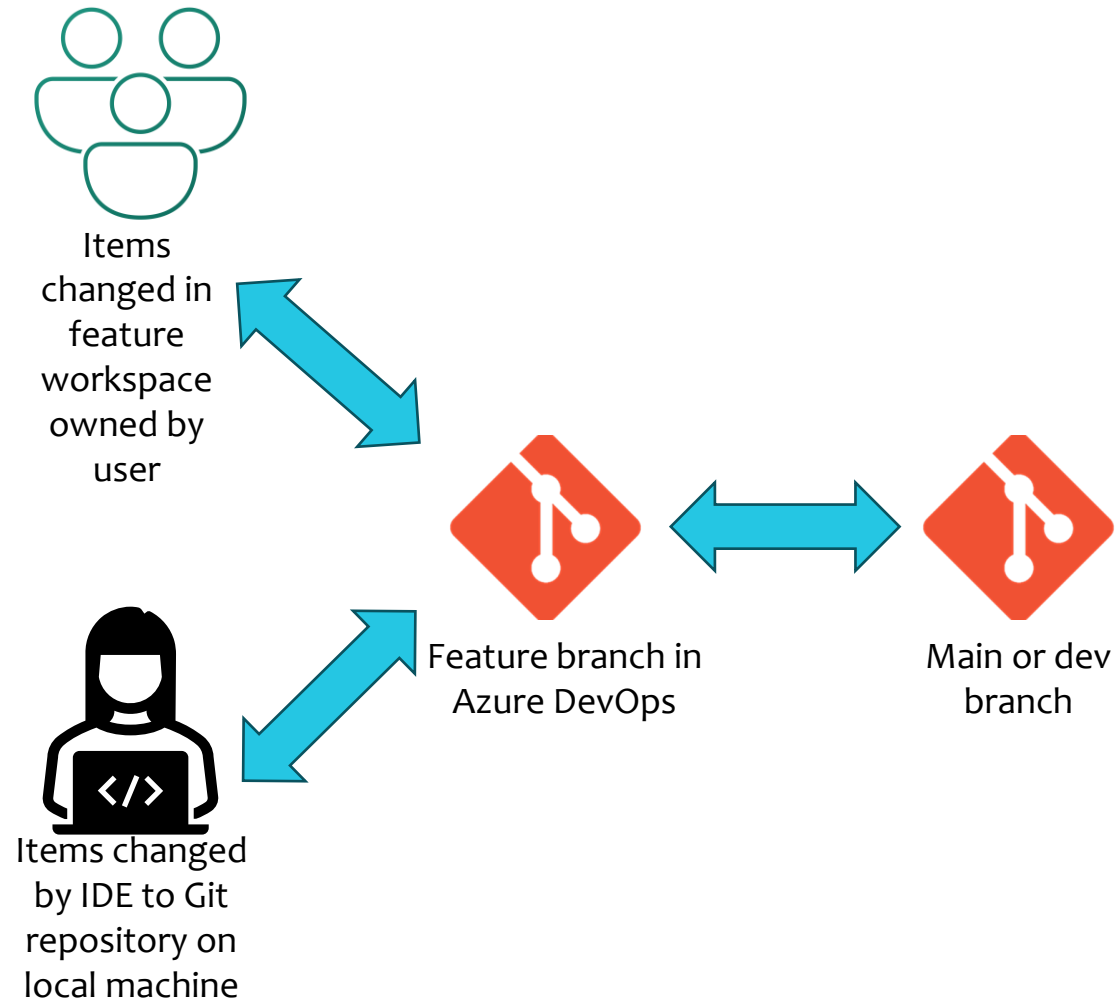 Items
changed in
feature
workspace
owned by
user
Feature branch in
Azure DevOps
Main or dev
branch
</>
Items changed
by IDE to Git
repository on
local machine